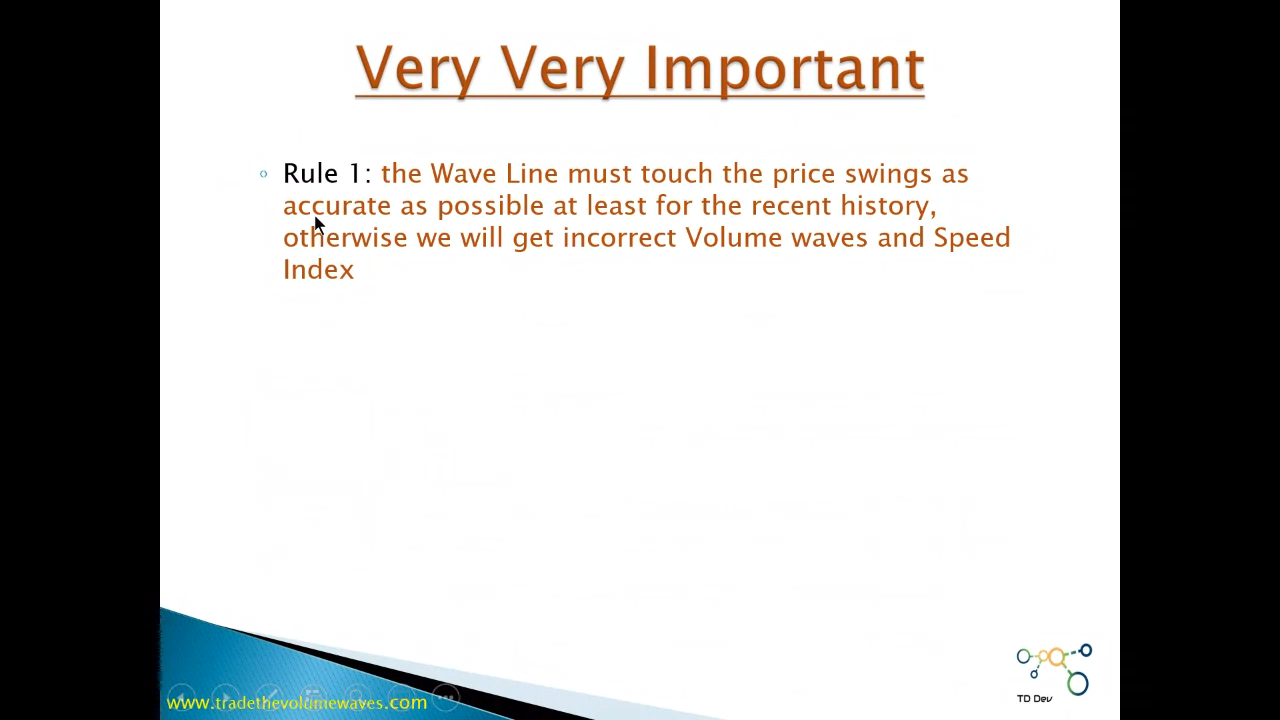 Very Very Important
Rule 1: the Wave Line must touch the price swings as
accurate as possible at least for the recent history,
otherwise we will get incorrect Volume waves and Speed
Index
www.tradethevolumewaves.com
TD Dev